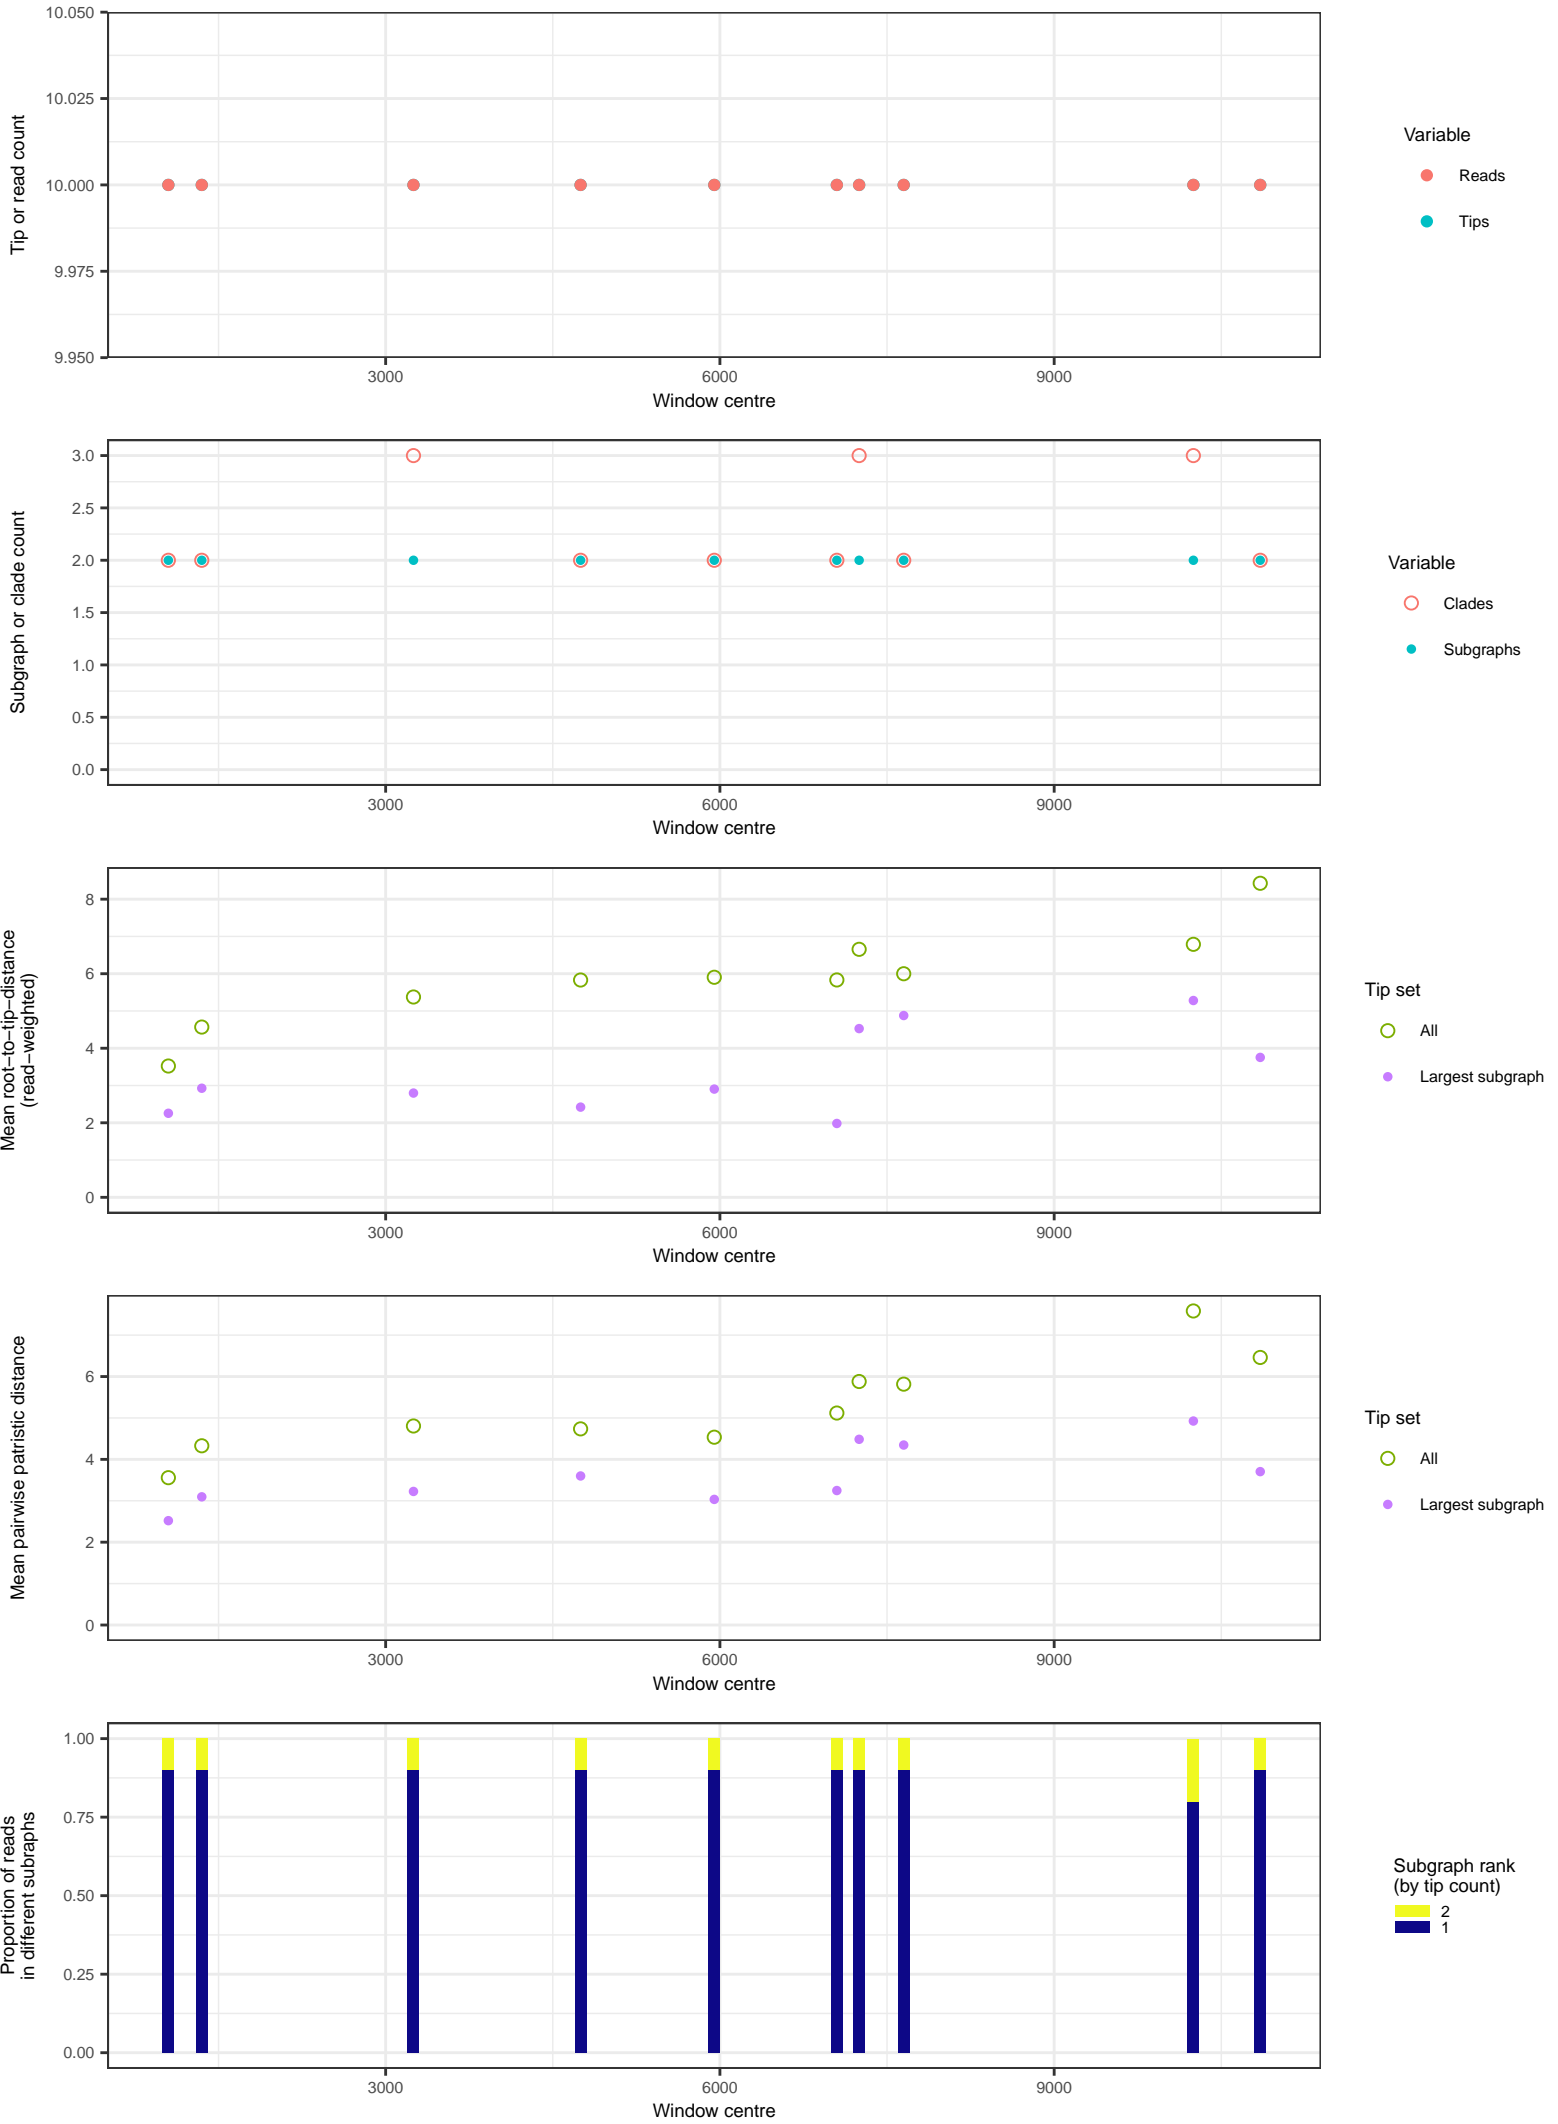 10.050
10.025
10.000
9.975
9.950
Tip or read count
3000 6000 9000
Window centre
Variable
Reads
Tips
3.0
2.5
2.0
1.5
1.0
0.5
0.0
Subgraph or clade count
3000 6000 9000
Window centre
Variable
Clades
Subgraphs
8
6
4
2
0
Mean root−to−tip−distance
(read−weighted)
3000 6000 9000
Window centre
Tip set
All
Largest subgraph
6
4
2
0
Mean pairwise patristic distance
3000 6000 9000
Window centre
Tip set
All
Largest subgraph
1.00
0.75
0.50
0.25
0.00
Proportion of reads
in different subraphs
3000 6000 9000
Window centre
Subgraph rank
(by tip count)
2
1